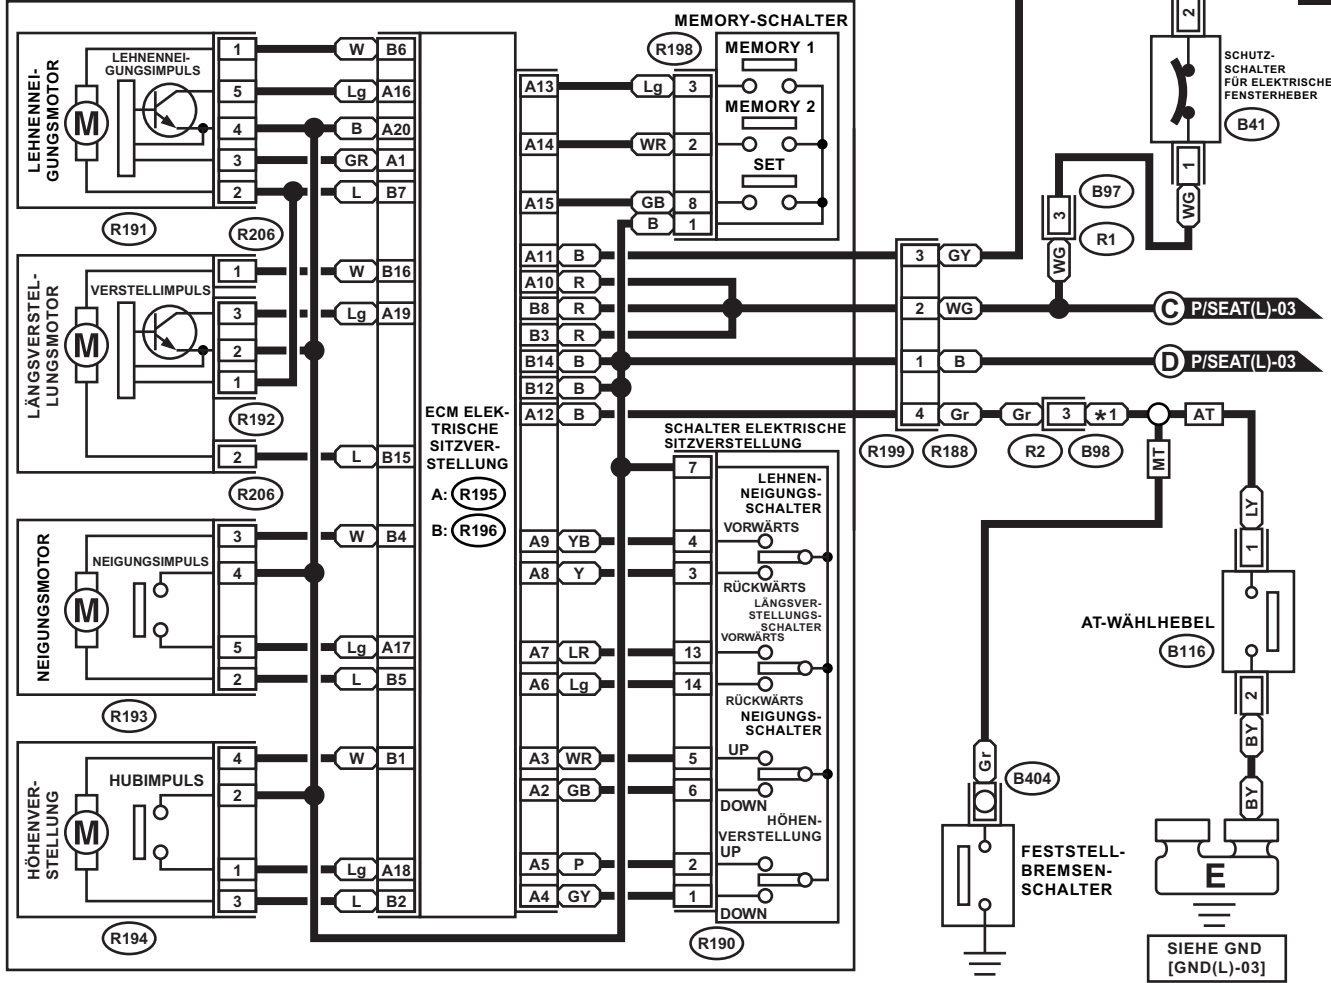 MEMORY-SCHALTER
R198
MEMORY 1
MEMORY 2
SET
3
2
8
1
Lg
WR
GB
B
LEHNENNEI-
GUNGSMOTOR
LEHNENNEI-
GUNGSIMPULS
M
1
5
4
3
2
W
Lg
B
GR
L
B6
A16
A20
A1
B7
R191
R206
LÄNGSVERSTEL-
LUNGSMOTOR
VERSTELLIMPULS
M
1
3
2
1
2
W
Lg
L
B16
A19
B15
R192
R206
NEIGUNGSMOTOR
NEIGUNGSIMPULS
M
3
4
5
2
W
Lg
L
B4
A17
B5
R193
HÖHENVER-
STELLUNG
HUBIMPULS
M
4
2
1
3
W
Lg
L
B1
A18
B2
R194
ECM ELEK-
TRISCHE
SITZVER-
STELLUNG
A: R195
B: R196
A13
A14
A15
A11 B
A10 R
B8 R
B3 R
B14 B
B12 B
A12 B
A9 YB
A8 Y
A7 LR
A6 Lg
A3 WR
A2 GB
A5 P
A4 GY
SCHALTER ELEKTRISCHE
SITZVERSTELLUNG
7
4
3
13
14
5
6
2
1
LEHNEN-
NEIGUNGS-
SCHALTER
VORWÄRTS
RÜCKWÄRTS
LÄNGSVER-
STELLUNGS-
SCHALTER
VORWÄRTS
RÜCKWÄRTS
NEIGUNGS-
SCHALTER
UP
DOWN
HÖHEN-
VERSTELLUNG
UP
DOWN
R190
3 GY
2 WG
1 B
4 Gr
R199
R188
Gr 3 *1
R2
B98
AT
MT
2
SCHUTZ-
SCHALTER
FÜR ELEKTRISCHE
FENSTERHEBER
B41
1
WG
B97
3
R1
WG
C P/SEAT(L)-03
D P/SEAT(L)-03
LY
1
AT-WÄHLHEBEL
B116
2
BY
BY
E
SIEHE GND
[GND(L)-03]
Gr
B404
FESTSTELL-
BREMSEN-
SCHALTER